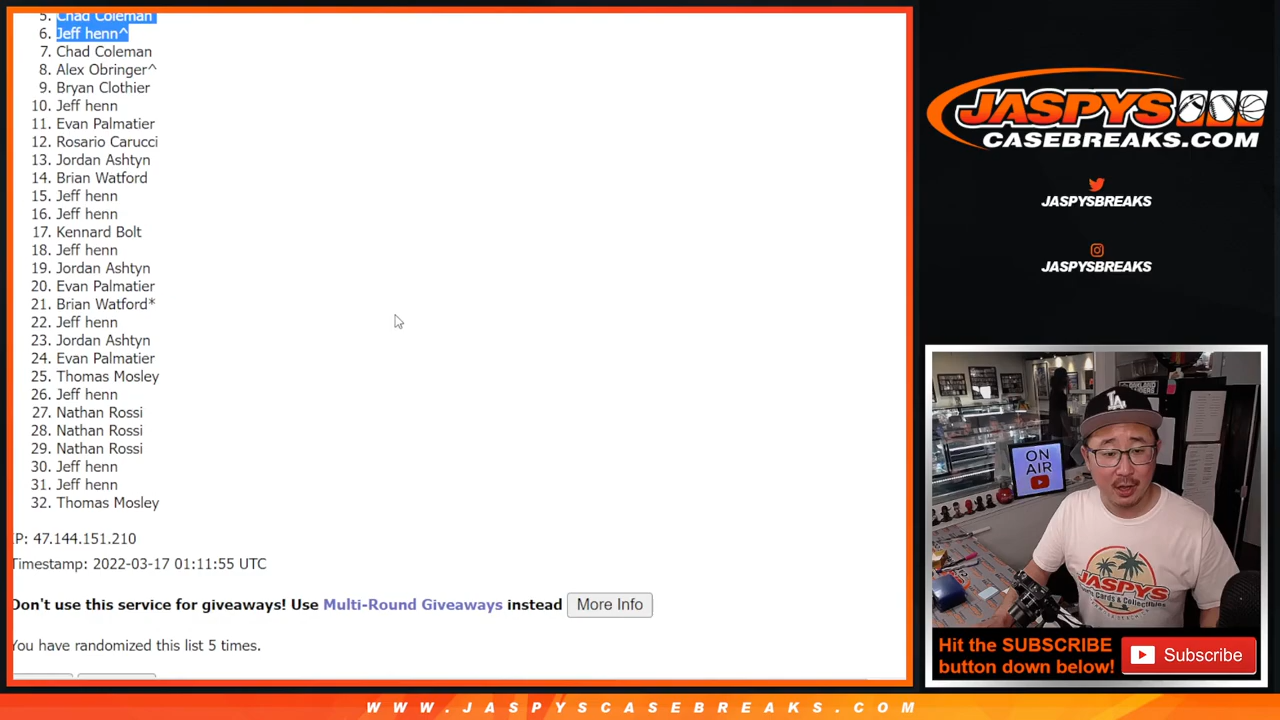 5. Chad Coleman
6. Jeff henn^
7. Chad Coleman
8. Alex Obringer^
9. Bryan Clothier
10. Jeff henn
11. Evan Palmatier
12. Rosario Carucci
13. Jordan Ashtyn
14. Brian Watford
15. Jeff henn
16. Jeff henn
17. Kennard Bolt
18. Jeff henn
19. Jordan Ashtyn
20. Evan Palmatier
21. Brian Watford*
22. Jeff henn
23. Jordan Ashtyn
24. Evan Palmatier
25. Thomas Mosley
26. Jeff henn
27. Nathan Rossi
28. Nathan Rossi
29. Nathan Rossi
30. Jeff henn
31. Jeff henn
32. Thomas Mosley
IP: 47.144.151.210
Timestamp: 2022-03-17 01:11:55 UTC
Don't use this service for giveaways! Use Multi-Round Giveaways instead More Info
You have randomized this list 5 times.
JASPYS
CASEBREAKS.COM
JASPYSBREAKS
JASPYSBREAKS
ON
AIR
JASPYS
Hit the SUBSCRIBE
button down below!
Subscribe
WWW.JASPYSCASEBREAKS.COM